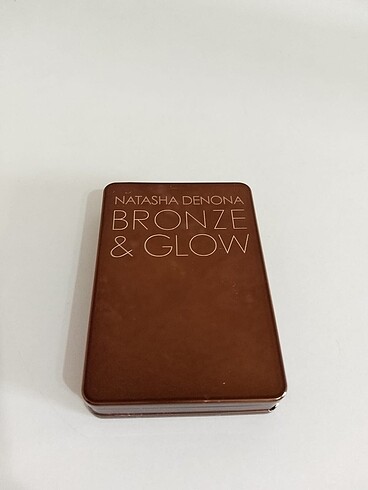 NATASHA DENONA
BRONZE
& GLOW